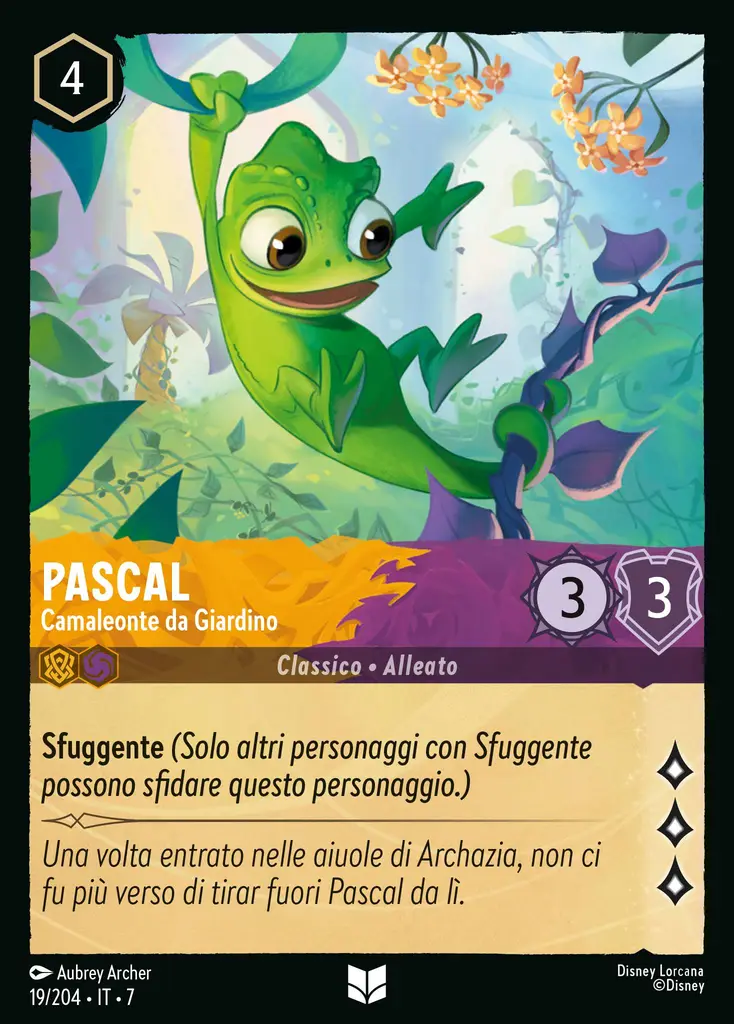 4
PASCAL
Camaleonte da Giardino
3
3
Classico • Alleato
Sfuggente (Solo altri personaggi con Sfuggente
possono sfidare questo personaggio.)
Una volta entrato nelle aiuole di Archazia, non ci
fu più verso di tirar fuori Pascal da lì.
Aubrey Archer
19/204 • IT • 7
Disney Lorcana
©Disney